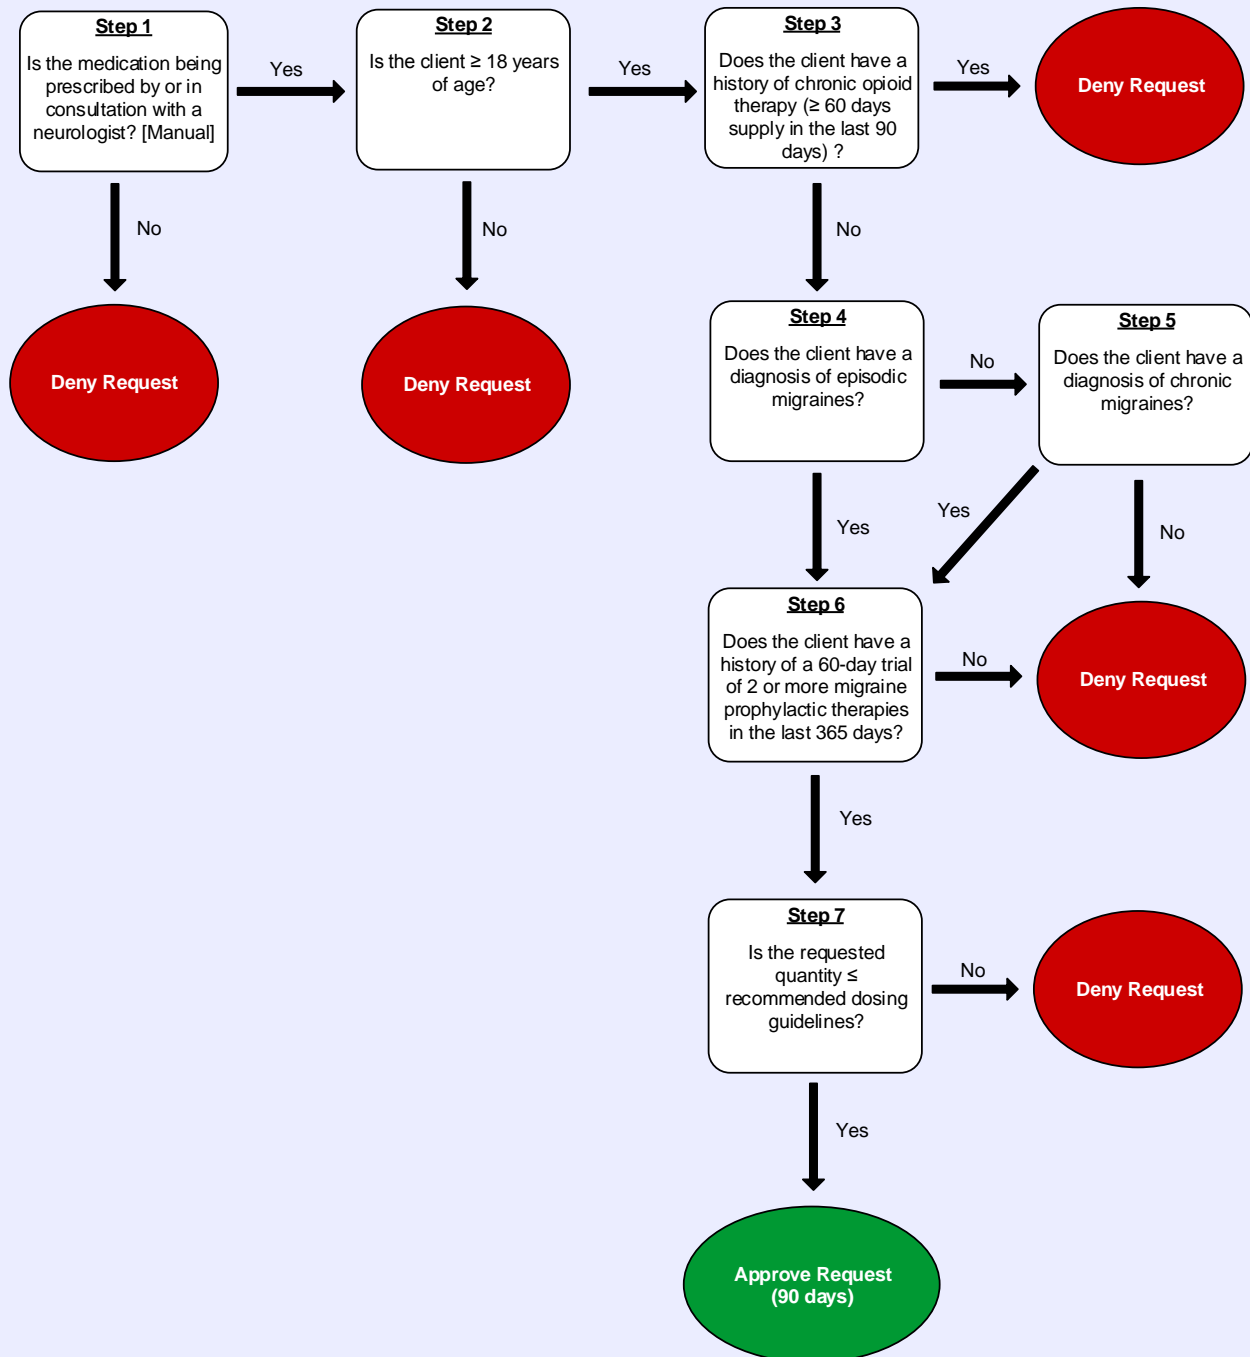 Step 1
Is the medication being
prescribed by or in
consultation with a
neurologist? [Manual]
Yes
Step 2
Is the client ≥ 18 years
of age?
Yes
Step 3
Does the client have a
history of chronic opioid
therapy (≥ 60 days
supply in the last 90
days) ?
Yes
Deny Request
No
No
No
Deny Request
Deny Request
Step 4
Does the client have a
diagnosis of episodic
migraines?
No
Step 5
Does the client have a
diagnosis of chronic
migraines?
Yes
Yes
No
Step 6
Does the client have a
history of a 60-day trial
of 2 or more migraine
prophylactic therapies
in the last 365 days?
No
Deny Request
Yes
Step 7
Is the requested
quantity ≤
recommended dosing
guidelines?
No
Deny Request
Yes
Approve Request
(90 days)